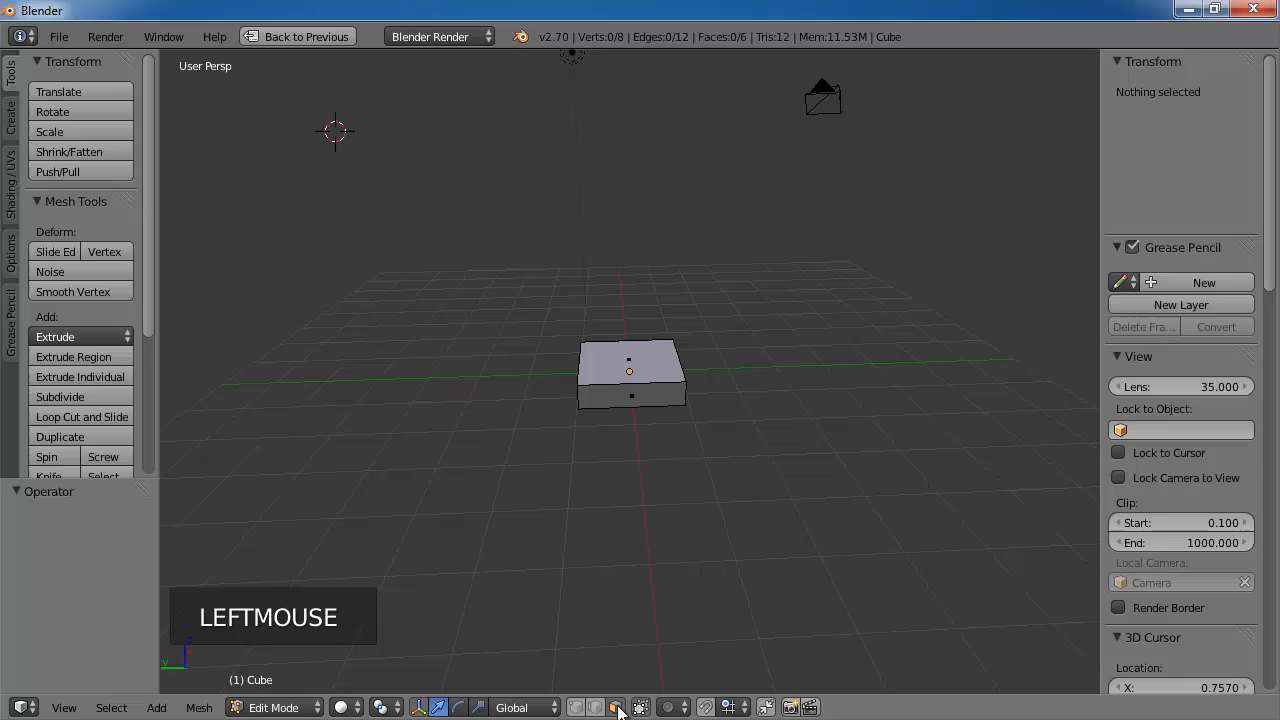 Blender
File Render Window Help Back to Previous Blender Render v2.70 | Verts:0/8 | Edges:0/12 | Faces:0/6 | Tris:12 | Mem:11.53M | Cube
Tools
Create
Shading / UVs
Options
Grease Pencil
Transform
Translate
Rotate
Scale
Shrink/Fatten
Push/Pull
Mesh Tools
Deform:
Slide Ed Vertex
Noise
Smooth Vertex
Add:
Extrude
Extrude Region
Extrude Individual
Subdivide
Loop Cut and Slide
Duplicate
Spin Screw
Knife Select
Operator
User Persp
LEFTMOUSE
z
y
(1) Cube
Transform
Nothing selected
Grease Pencil
New
New Layer
Delete Fra... Convert
View
Lens: 35.000
Lock to Object:
Lock to Cursor
Lock Camera to View
Clip:
Start: 0.100
End: 1000.000
Local Camera:
Camera
Render Border
3D Cursor
Location:
X: 0.7570
View Select Add Mesh Edit Mode Global